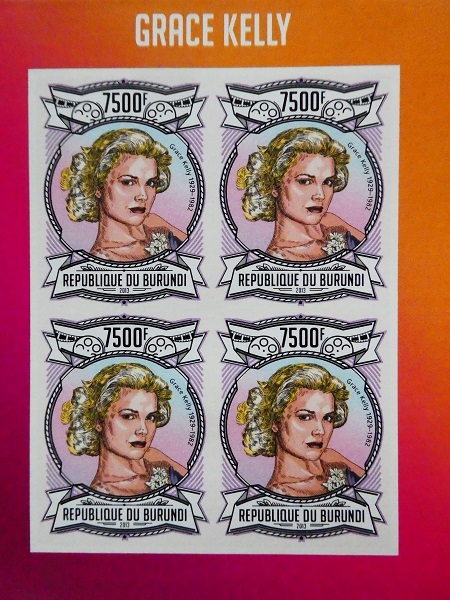 GRACE KELLY
7500F
Grace Kelly 1929-1982
REPUBLIQUE DU BURUNDI
2013
7500F
Grace Kelly 1929-1982
REPUBLIQUE DU BURUNDI
2013
7500F
Grace Kelly 1929-1982
REPUBLIQUE DU BURUNDI
2013
7500F
Grace Kelly 1929-1982
REPUBLIQUE DU BURUNDI
2013